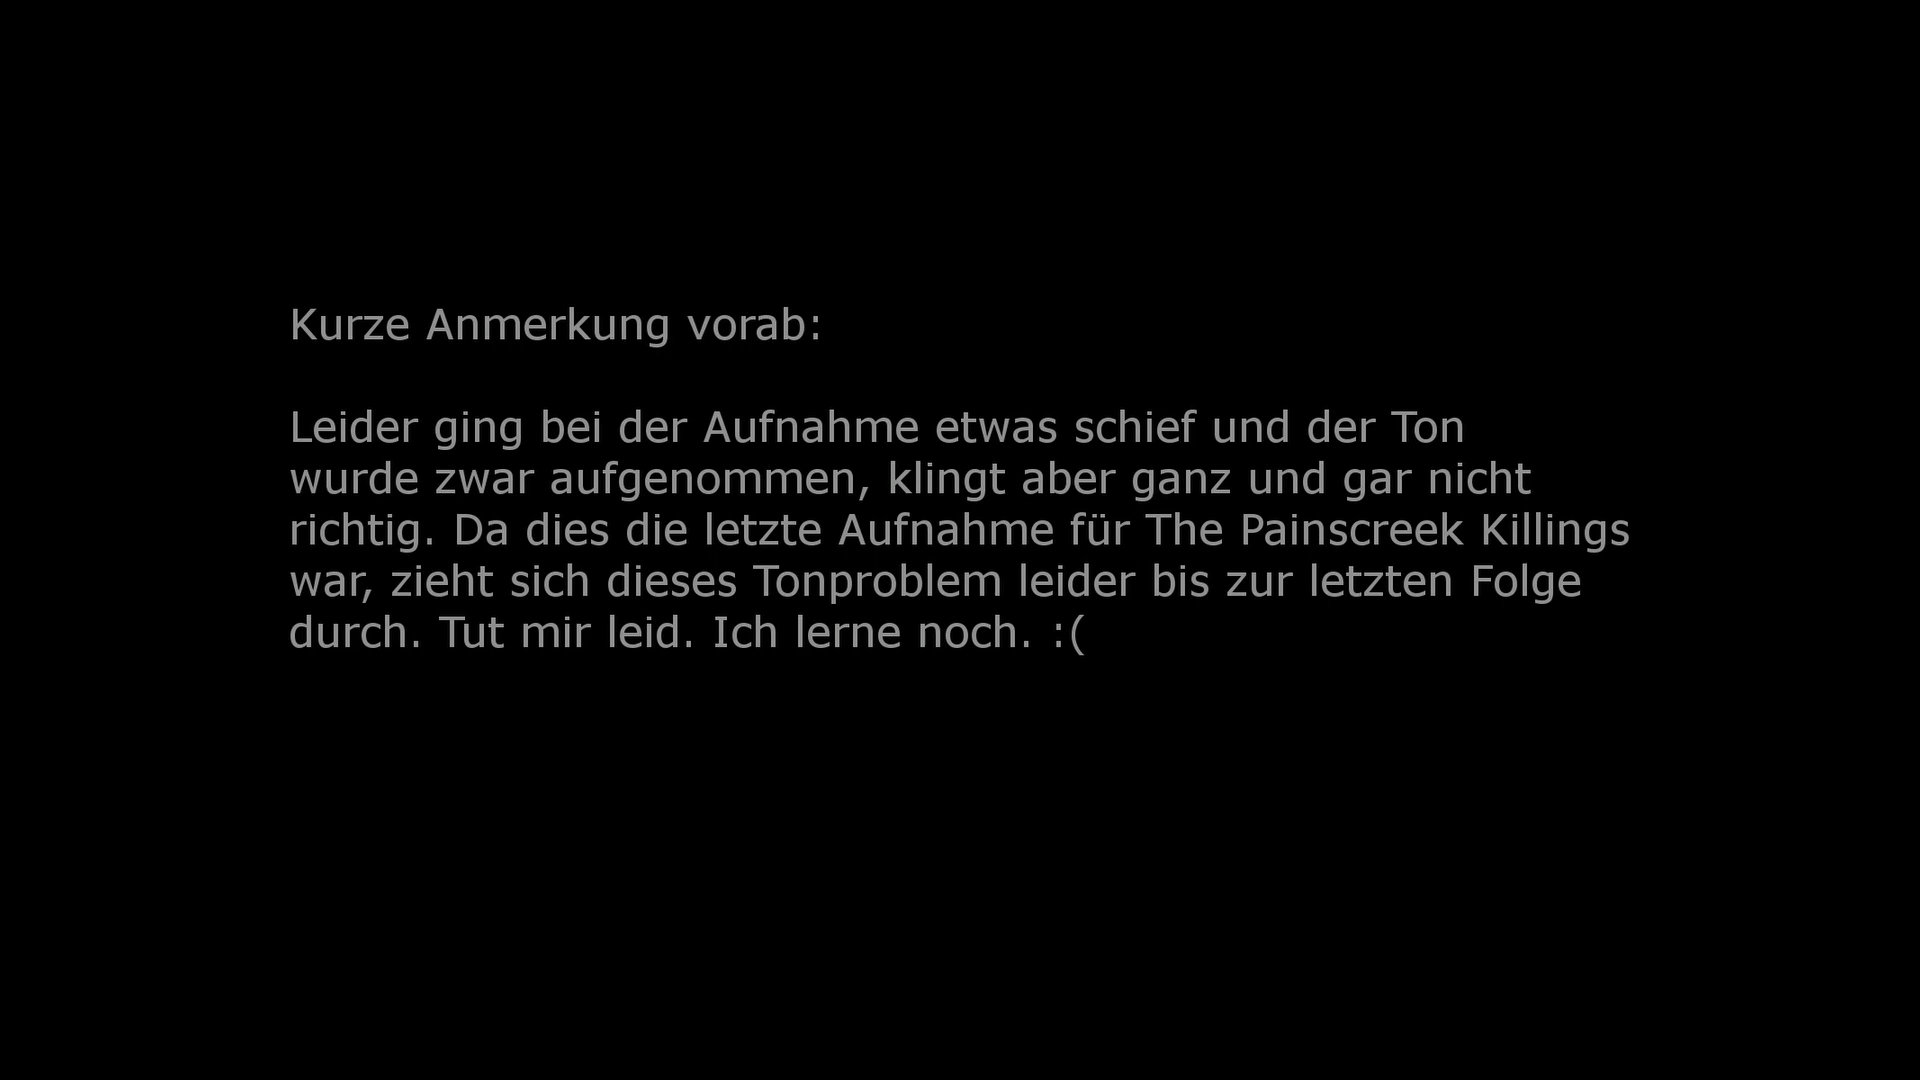 Kurze Anmerkung vorab:
Leider ging bei der Aufnahme etwas schief und der Ton
wurde zwar aufgenommen, klingt aber ganz und gar nicht
richtig. Da dies die letzte Aufnahme für The Painscreek Killings
war, zieht sich dieses Tonproblem leider bis zur letzten Folge
durch. Tut mir leid. Ich lerne noch. :(